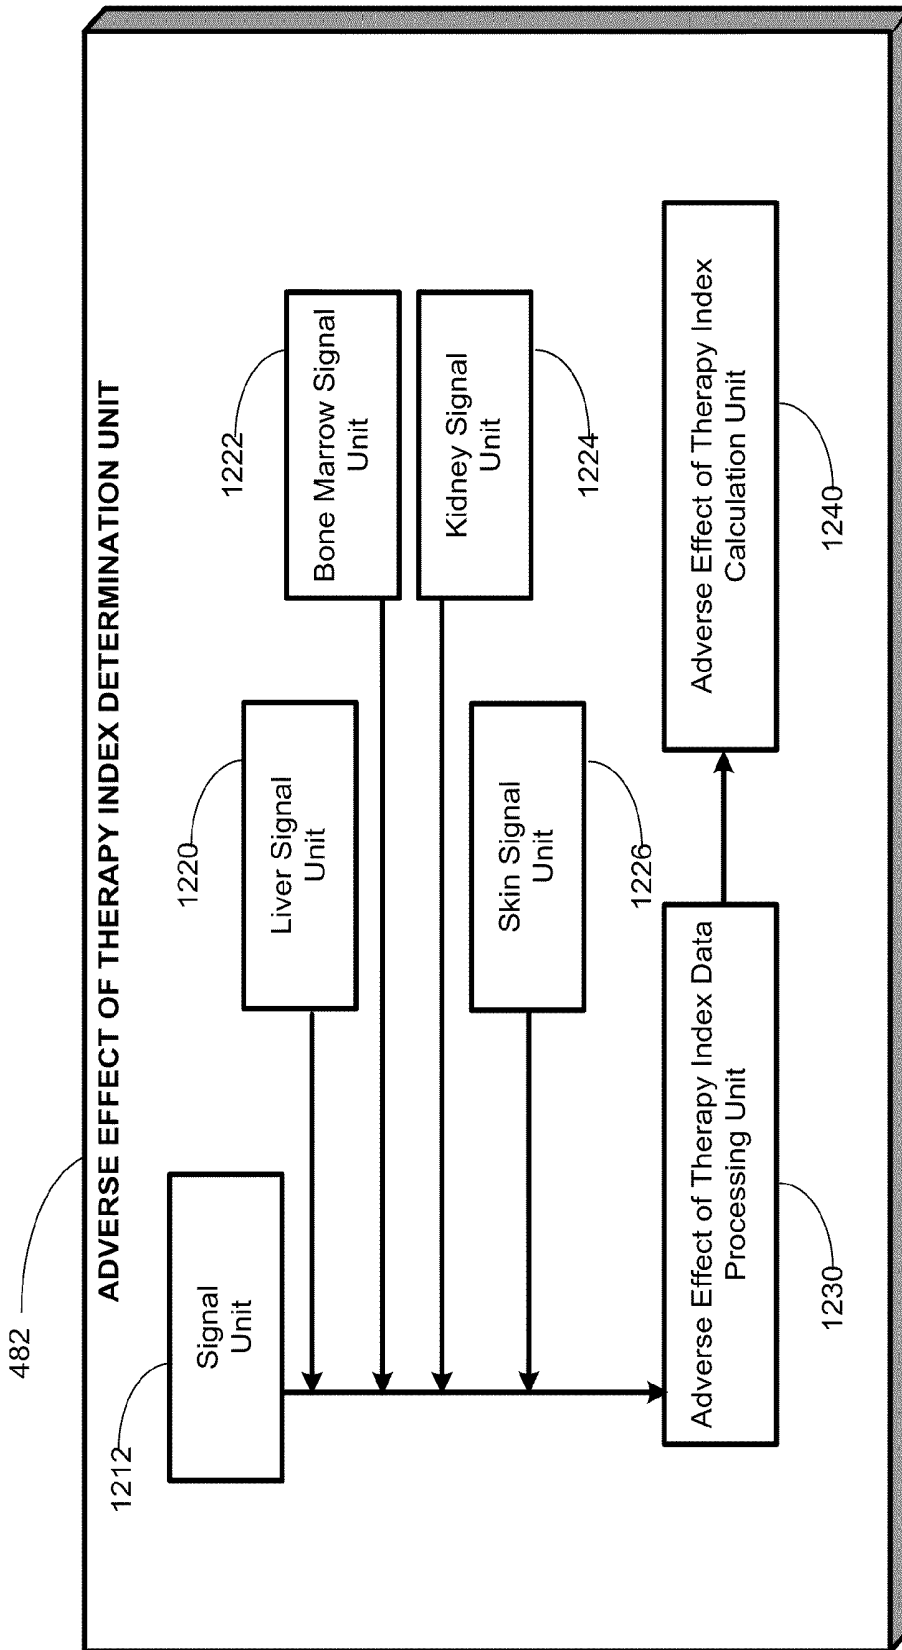 482
ADVERSE EFFECT OF THERAPY INDEX DETERMINATION UNIT
1212
Signal
Unit
1220
Liver Signal
Unit
1222
Bone Marrow Signal
Unit
Kidney Signal
Unit
1224
Skin Signal
Unit
1226
Adverse Effect of Therapy Index Data
Processing Unit
1230
Adverse Effect of Therapy Index
Calculation Unit
1240